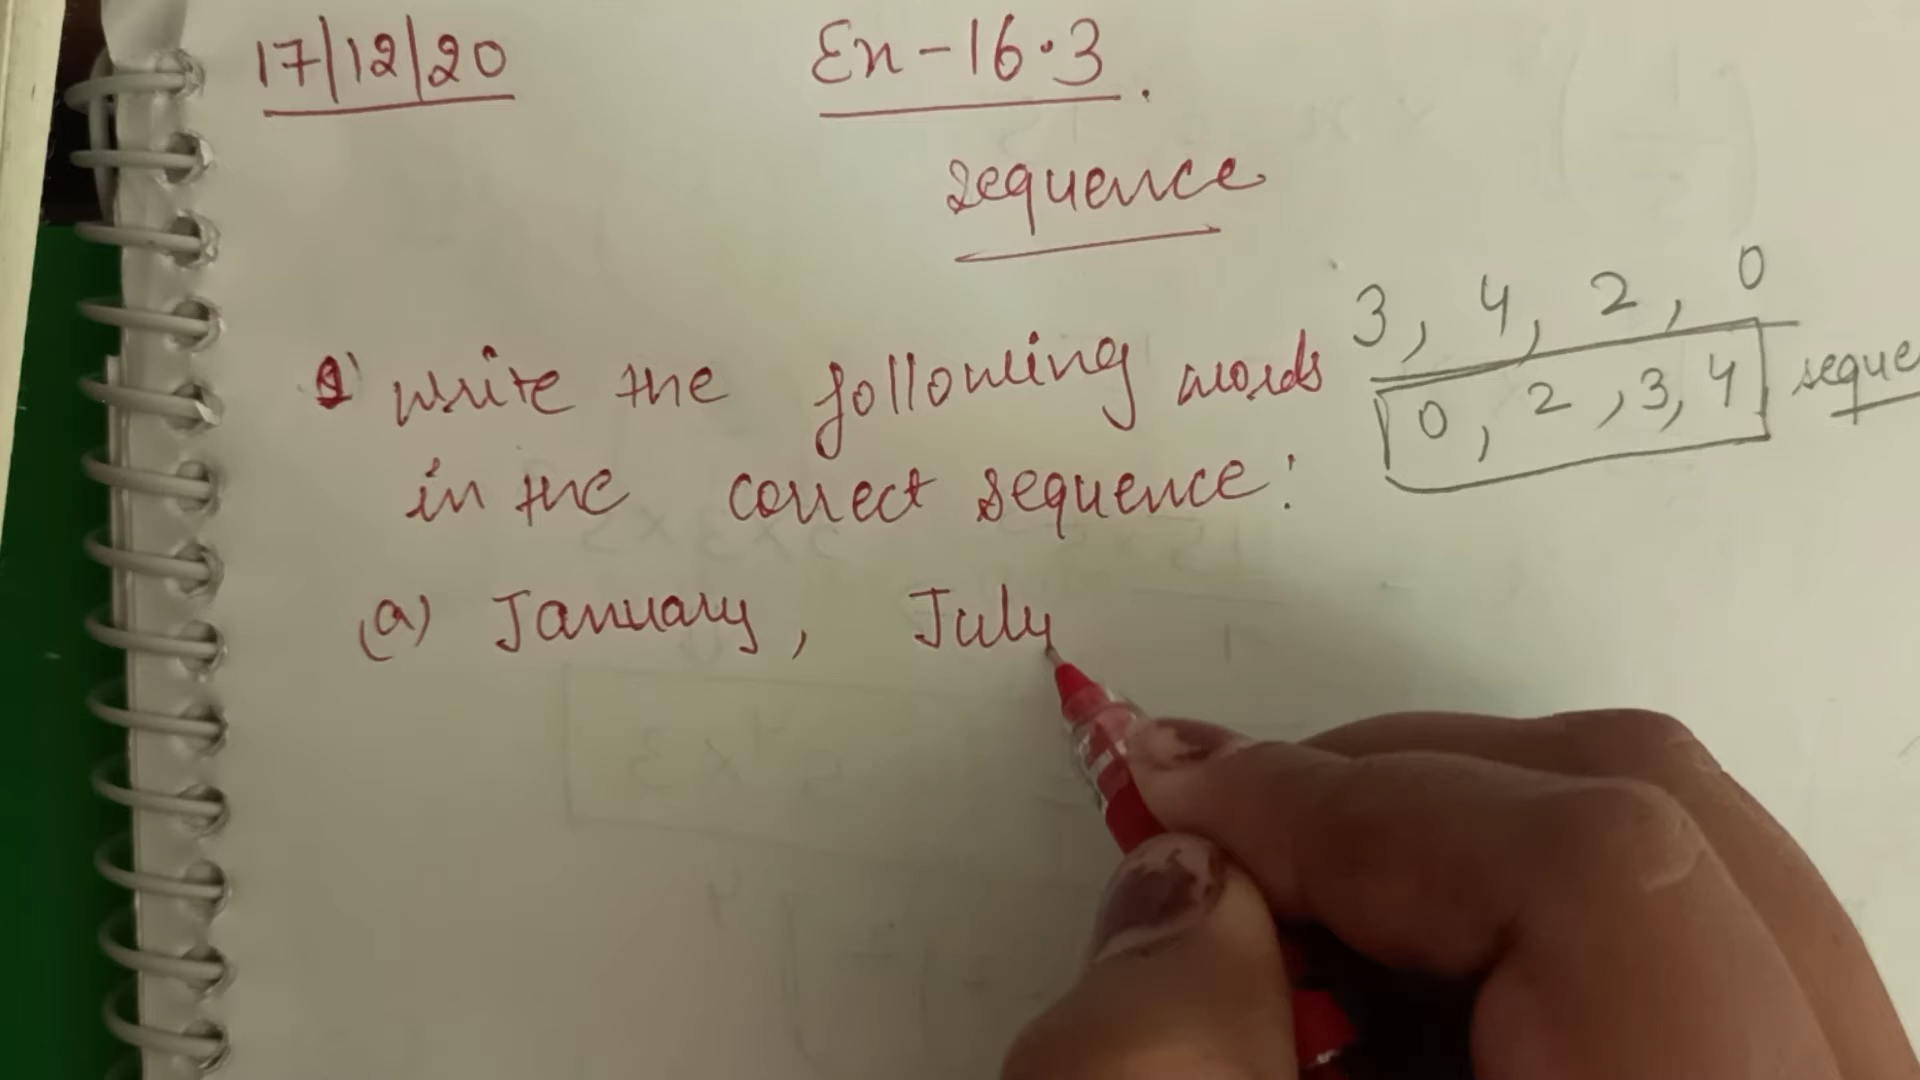 17/12/20 Ex-16.3.
sequence
Q' Write the following words
in the correct sequence:
3, 4, 2, 0
0, 2, 3, 4 seque
(a) January, July